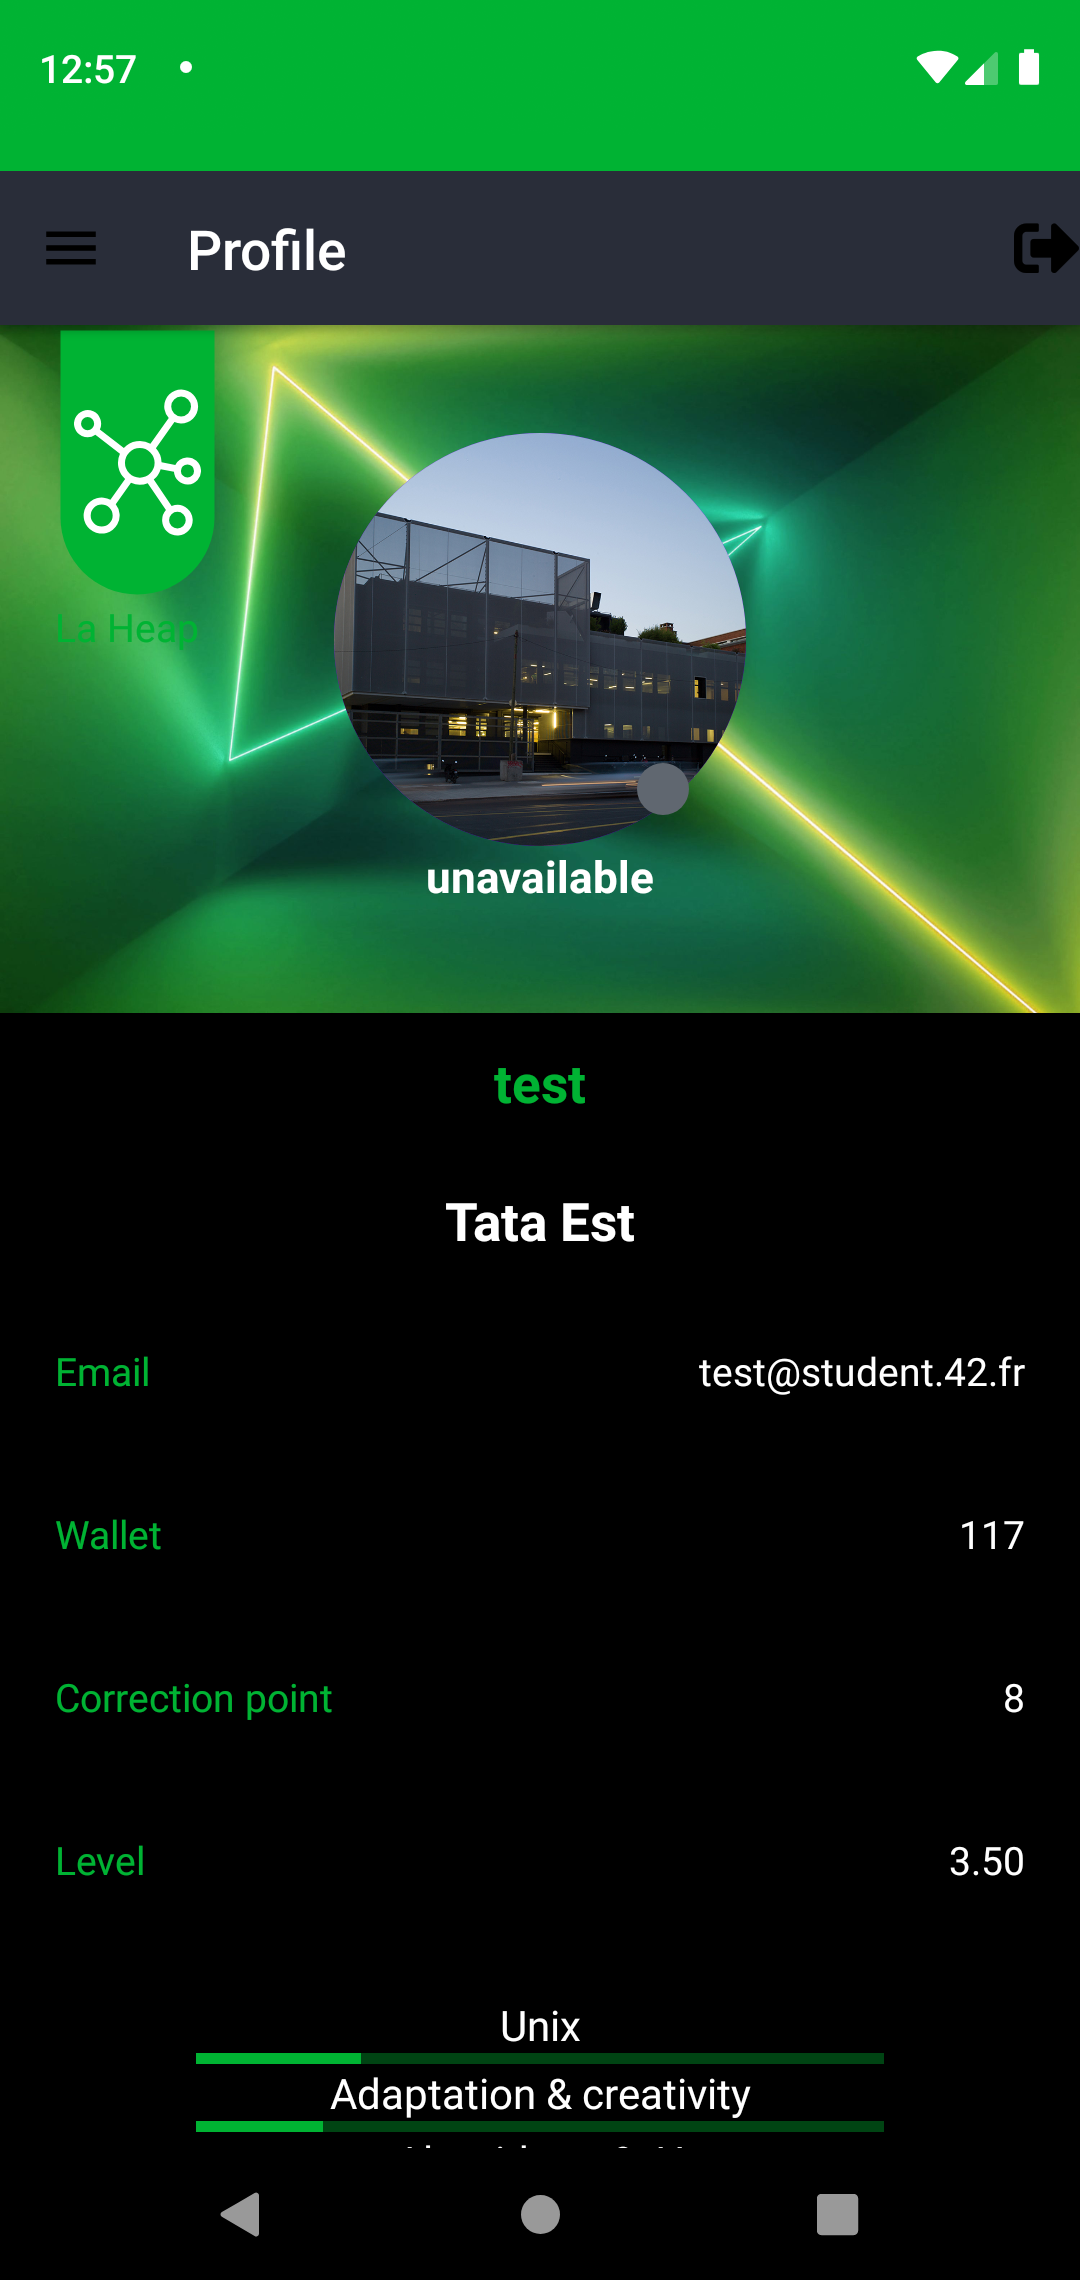 12:57
Profile
La Heap
unavailable
test
Tata Est
Email test@student.42.fr
Wallet 117
Correction point 8
Level 3.50
Unix
Adaptation & creativity